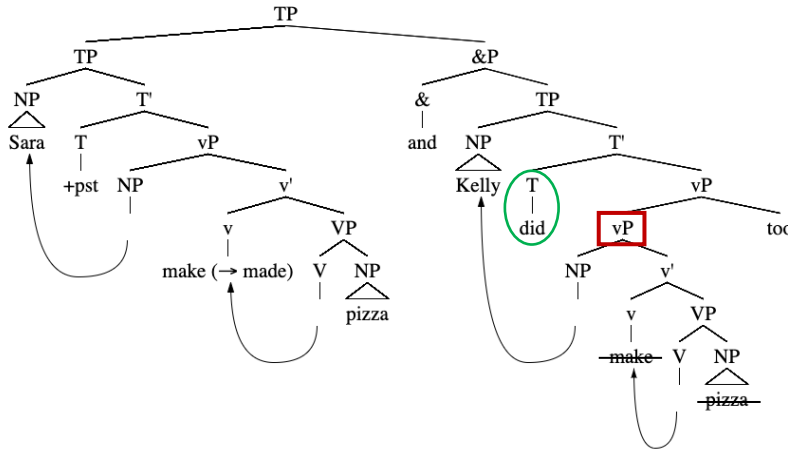 TP
TP &P
NP T' & TP
Sara T vP and NP T'
+pst NP v' Kelly T vP
v VP did vP too
make (→ made) V NP NP v'
pizza v VP
make V NP
pizza